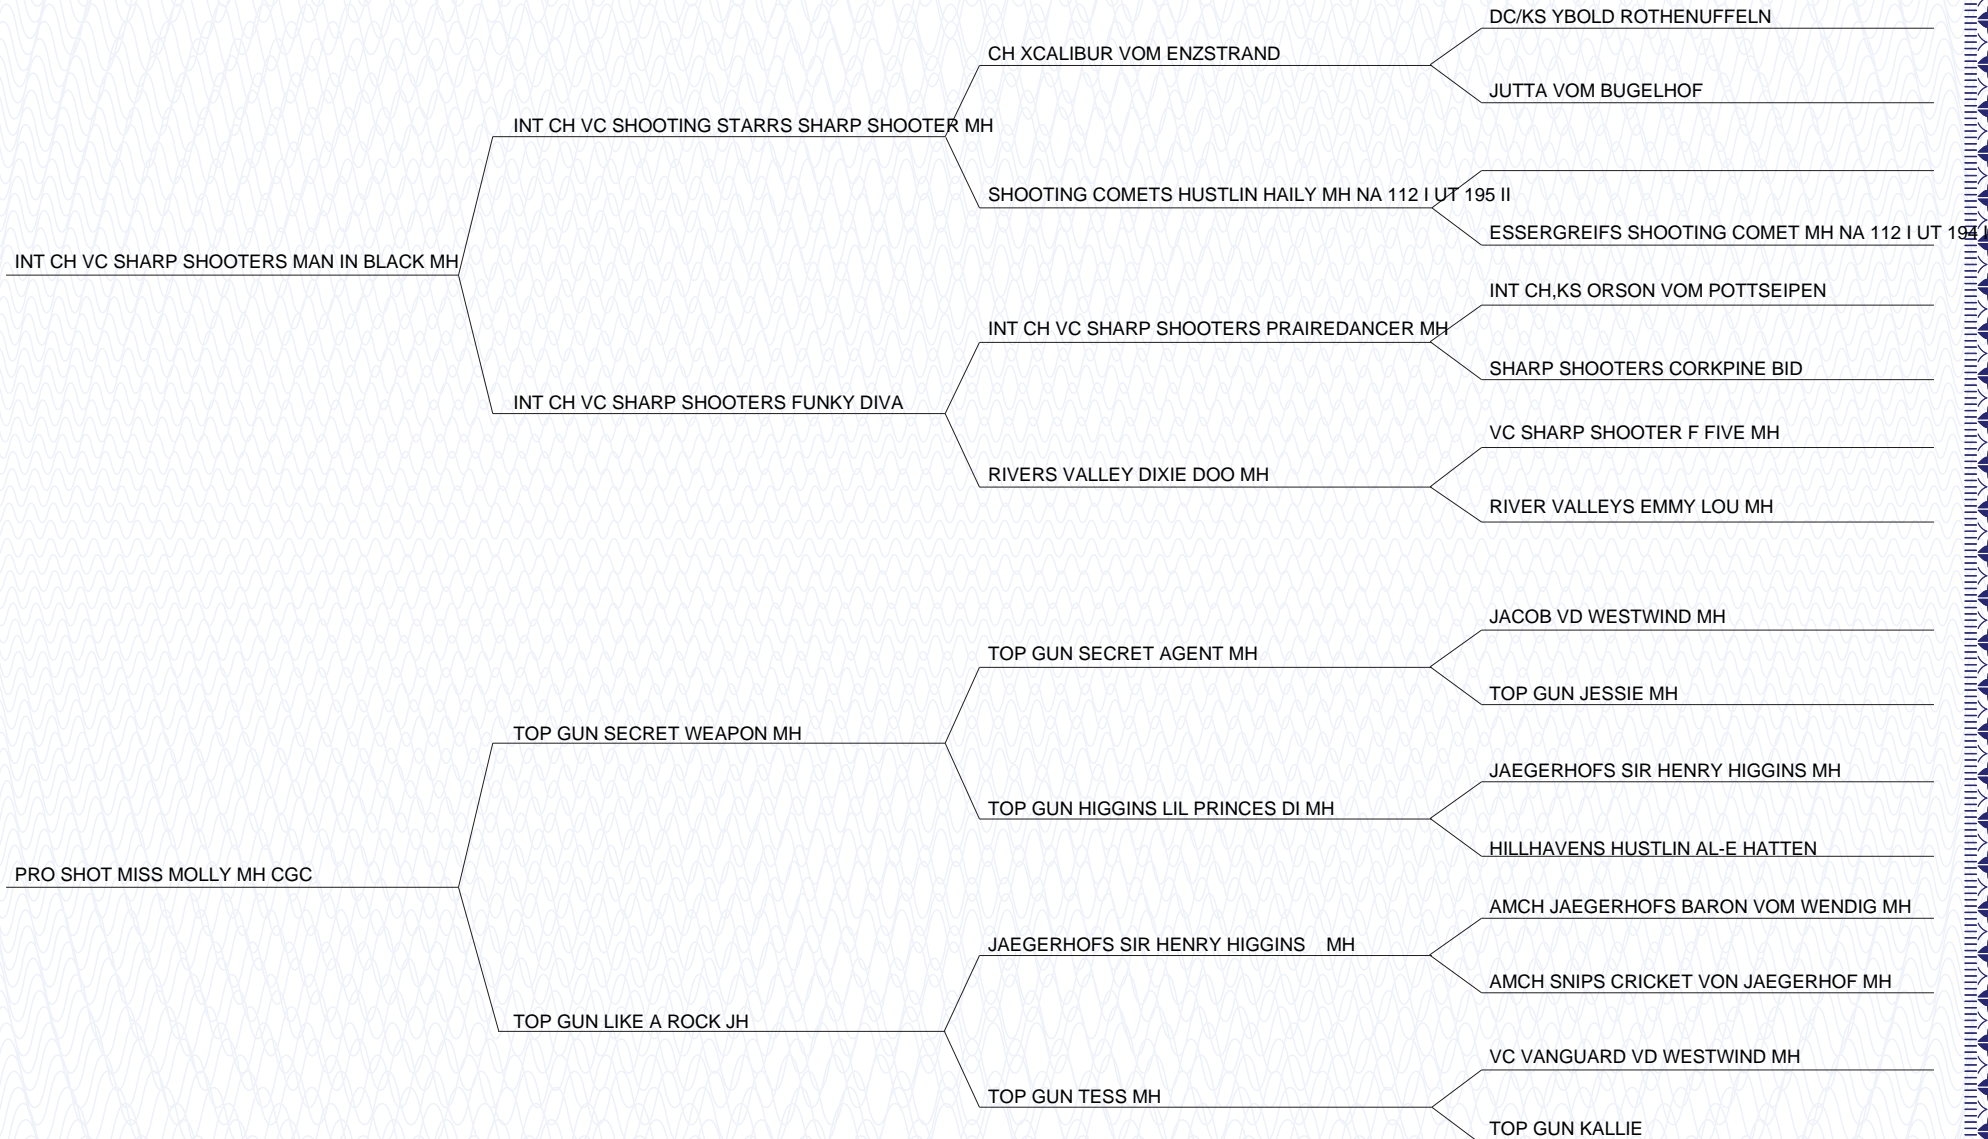 DC/KS YBOLD ROTHENUFFELN
CH XCALIBUR VOM ENZSTRAND
JUTTA VOM BUGELHOF
INT CH VC SHOOTING STARRS SHARP SHOOTER MH
SHOOTING COMETS HUSTLIN HAILY MH NA 112 I UT 195 II
ESSERGREIFS SHOOTING COMET MH NA 112 I UT 194
INT CH VC SHARP SHOOTERS MAN IN BLACK MH
INT CH,KS ORSON VOM POTTSEIPEN
INT CH VC SHARP SHOOTERS PRAIREDANCER MH
SHARP SHOOTERS CORKPINE BID
INT CH VC SHARP SHOOTERS FUNKY DIVA
VC SHARP SHOOTER F FIVE MH
RIVERS VALLEY DIXIE DOO MH
RIVER VALLEYS EMMY LOU MH
JACOB VD WESTWIND MH
TOP GUN SECRET AGENT MH
TOP GUN JESSIE MH
TOP GUN SECRET WEAPON MH
JAEGERHOFS SIR HENRY HIGGINS MH
TOP GUN HIGGINS LIL PRINCES DI MH
HILLHAVENS HUSTLIN AL-E HATTEN
PRO SHOT MISS MOLLY MH CGC
AMCH JAEGERHOFS BARON VOM WENDIG MH
JAEGERHOFS SIR HENRY HIGGINS MH
AMCH SNIPS CRICKET VON JAEGERHOF MH
TOP GUN LIKE A ROCK JH
VC VANGUARD VD WESTWIND MH
TOP GUN TESS MH
TOP GUN KALLIE